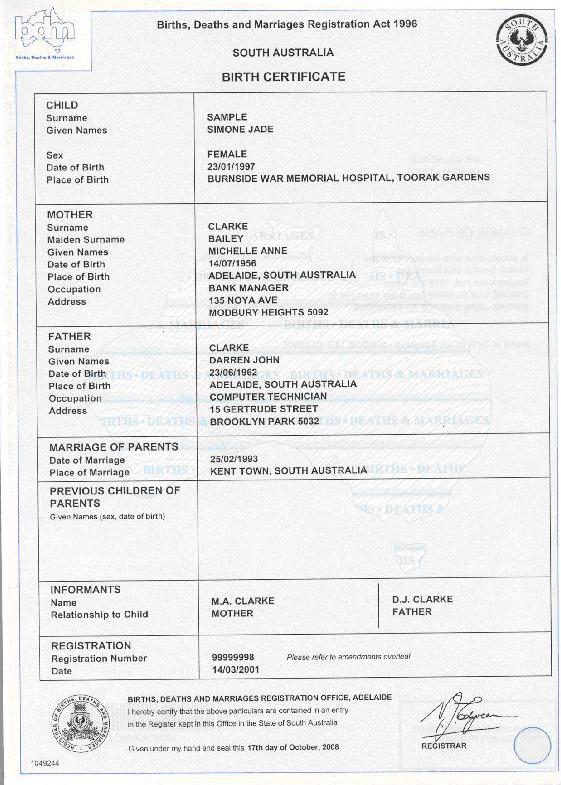 bdm
Births, Deaths & Marriages
Births, Deaths and Marriages Registration Act 1996
SOUTH AUSTRALIA
BIRTH CERTIFICATE
SOUTH AUSTRALIA
CHILD
Surname SAMPLE
Given Names SIMONE JADE
Sex FEMALE
Date of Birth 23/01/1997
Place of Birth BURNSIDE WAR MEMORIAL HOSPITAL, TOORAK GARDENS
MOTHER
Surname CLARKE
Maiden Surname BAILEY
Given Names MICHELLE ANNE
Date of Birth 14/07/1956
Place of Birth ADELAIDE, SOUTH AUSTRALIA
Occupation BANK MANAGER
Address 135 NOYA AVE
MODBURY HEIGHTS 5092
FATHER
Surname CLARKE
Given Names DARREN JOHN
Date of Birth 23/06/1962
Place of Birth ADELAIDE, SOUTH AUSTRALIA
Occupation COMPUTER TECHNICIAN
Address 15 GERTRUDE STREET
BROOKLYN PARK 5032
MARRIAGE OF PARENTS
Date of Marriage 25/02/1993
Place of Marriage KENT TOWN, SOUTH AUSTRALIA
PREVIOUS CHILDREN OF
PARENTS
Given Names (sex, date of birth)
INFORMANTS
Name M.A. CLARKE D.J. CLARKE
Relationship to Child MOTHER FATHER
REGISTRATION
Registration Number 99999998 Please refer to amendments overleaf
Date 14/03/2001
BIRTHS, DEATHS AND MARRIAGES REGISTRATION OFFICE, ADELAIDE
I hereby certify that the above particulars are contained in an entry
in the Register kept in this Office in the State of South Australia
Given under my hand and seal this 17th day of October, 2008
REGISTRAR
1049244